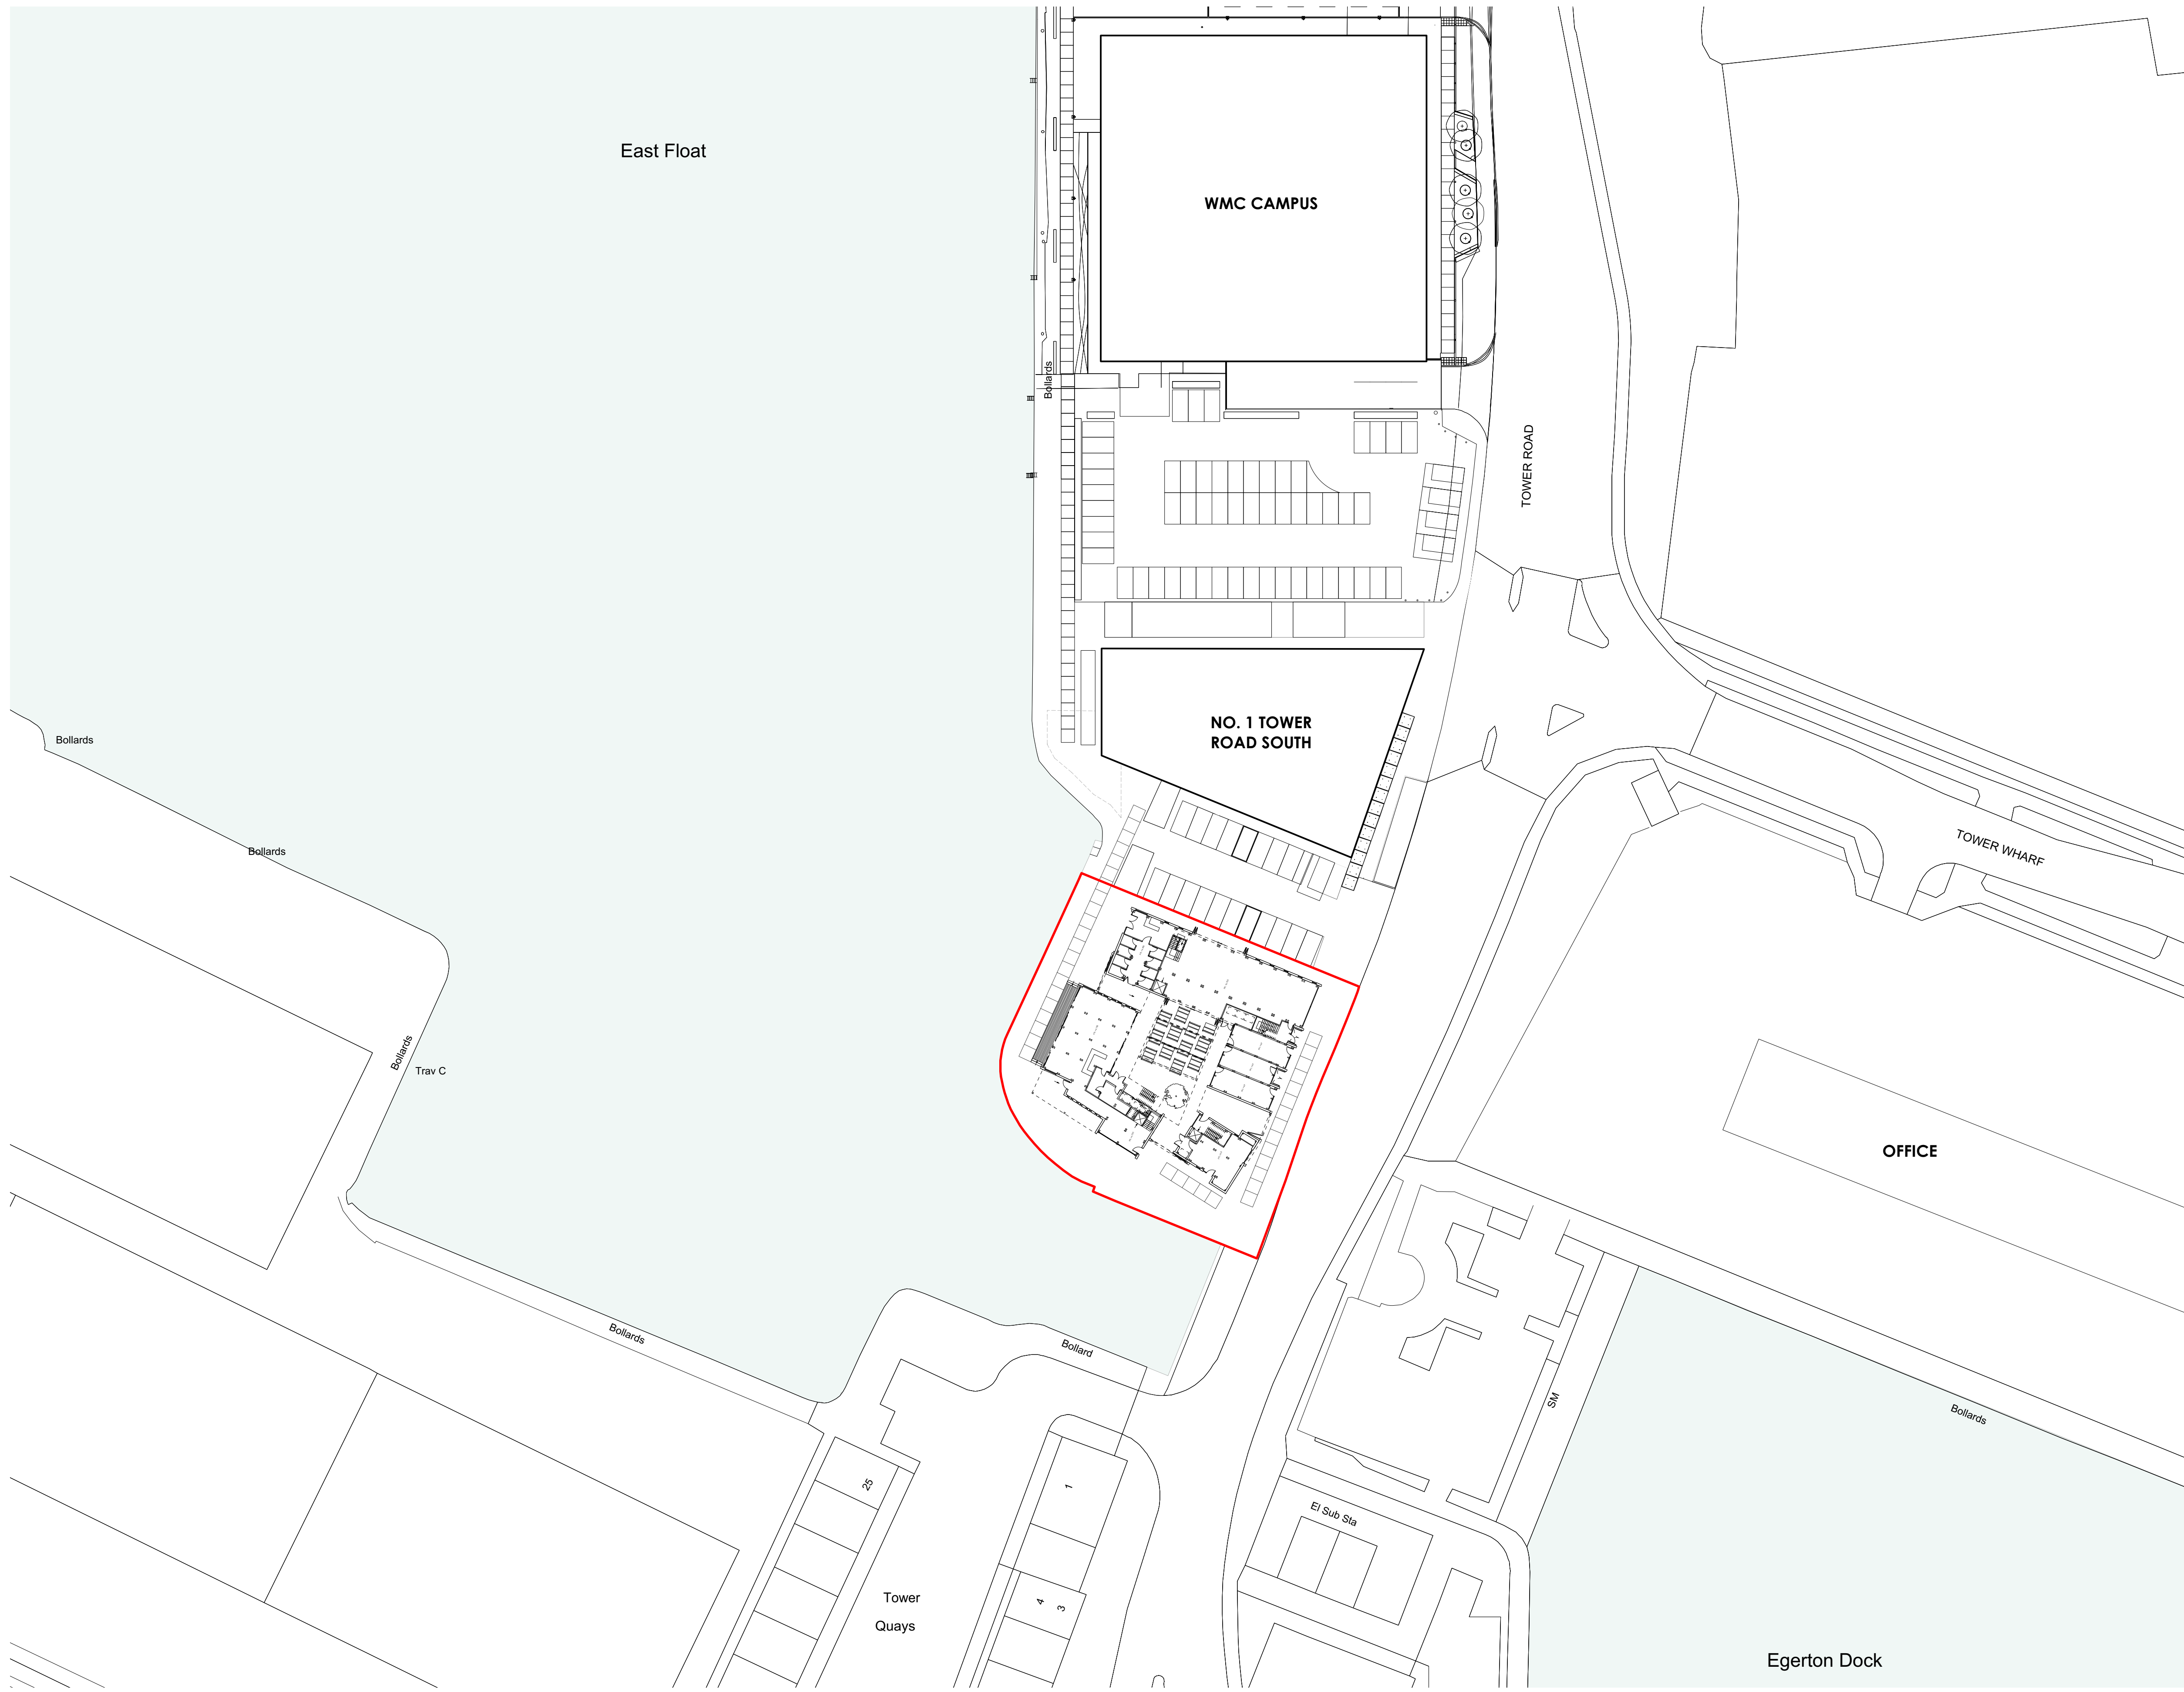 East Float
WMC CAMPUS
Bollards
TOWER ROAD
NO. 1 TOWER
ROAD SOUTH
Bollards
Bollards
TOWER WHARF
Bollards
Trav C
OFFICE
Bollards
Bollard
SM
Bollards
25
1
El Sub Sta
4
3
Tower
Quays
Egerton Dock